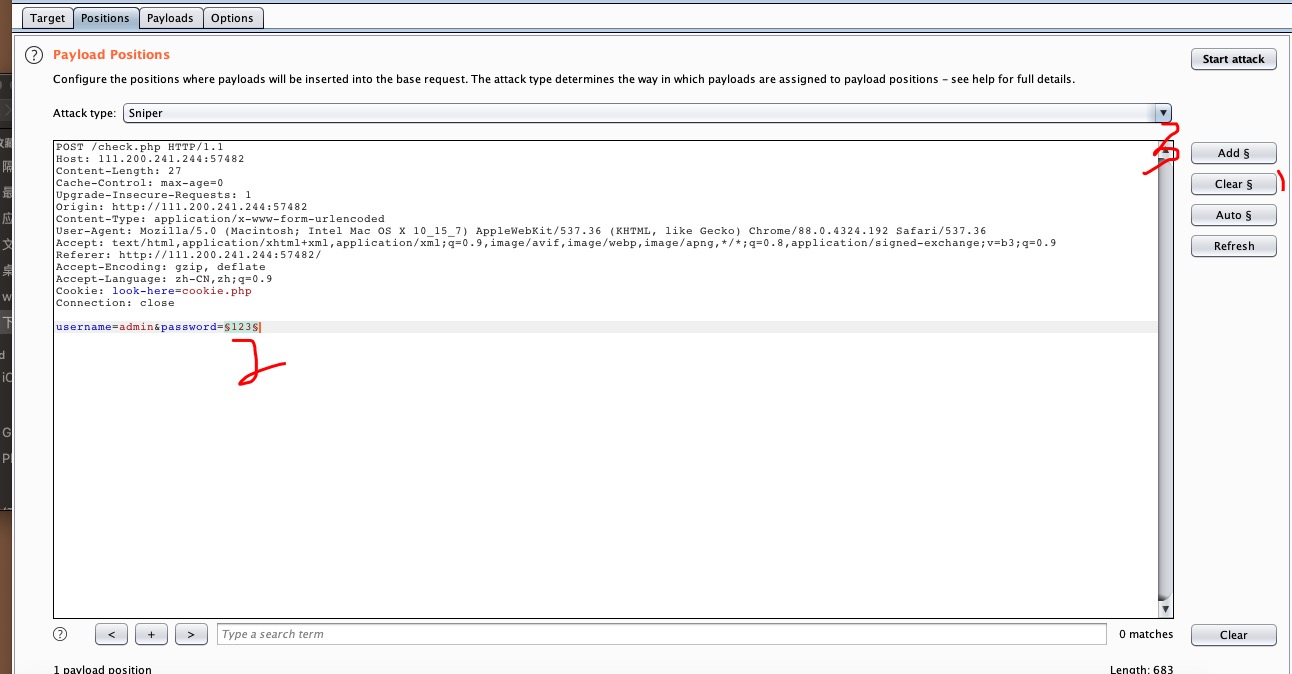 Target Positions Payloads Options
? Payload Positions
Start attack
Configure the positions where payloads will be inserted into the base request. The attack type determines the way in which payloads are assigned to payload positions – see help for full details.
Attack type: Sniper
3
Add §
Clear §
1
Auto §
Refresh
POST /check.php HTTP/1.1
Host: 111.200.241.244:57482
Content-Length: 27
Cache-Control: max-age=0
Upgrade-Insecure-Requests: 1
Origin: http://111.200.241.244:57482
Content-Type: application/x-www-form-urlencoded
User-Agent: Mozilla/5.0 (Macintosh; Intel Mac OS X 10_15_7) AppleWebKit/537.36 (KHTML, like Gecko) Chrome/88.0.4324.192 Safari/537.36
Accept: text/html,application/xhtml+xml,application/xml;q=0.9,image/avif,image/webp,image/apng,*/*;q=0.8,application/signed-exchange;v=b3;q=0.9
Referer: http://111.200.241.244:57482/
Accept-Encoding: gzip, deflate
Accept-Language: zh-CN,zh;q=0.9
Cookie: look-here=cookie.php
Connection: close
username=admin&password=§123§
2
? < + > Type a search term 0 matches Clear
1 payload position Length: 683